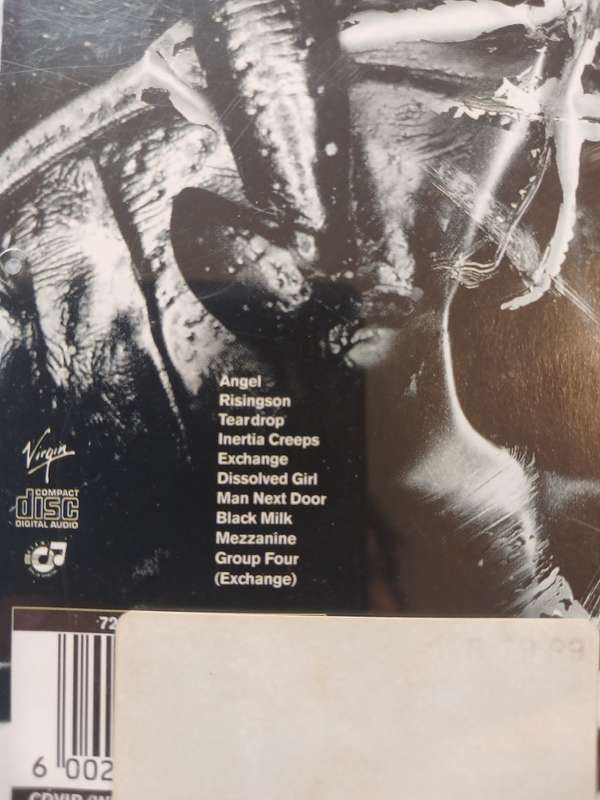 Angel
Risingson
Teardrop
Inertia Creeps
Exchange
Dissolved Girl
Man Next Door
Black Milk
Mezzanine
Group Four
(Exchange)
Virgin
COMPACT
disc
DIGITAL AUDIO
72
6 002